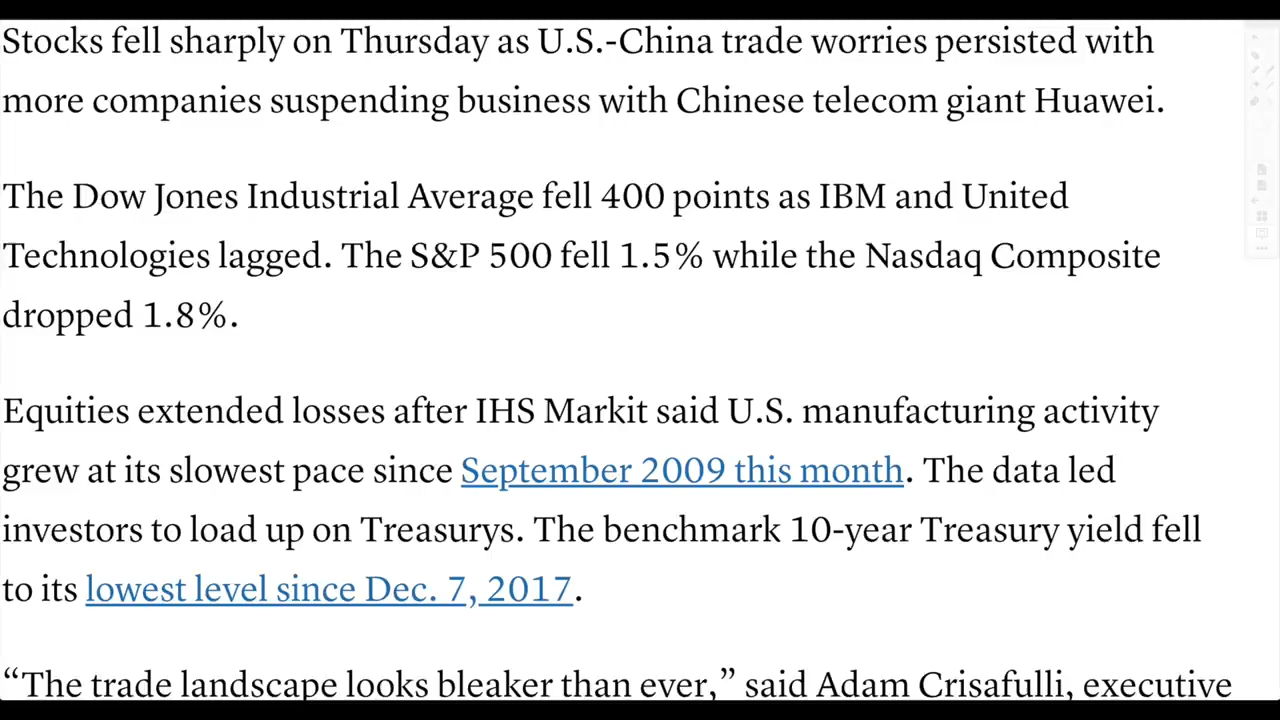 Stocks fell sharply on Thursday as U.S.-China trade worries persisted with
more companies suspending business with Chinese telecom giant Huawei.
The Dow Jones Industrial Average fell 400 points as IBM and United
Technologies lagged. The S&P 500 fell 1.5% while the Nasdaq Composite
dropped 1.8%.
Equities extended losses after IHS Markit said U.S. manufacturing activity
grew at its slowest pace since September 2009 this month. The data led
investors to load up on Treasurys. The benchmark 10-year Treasury yield fell
to its lowest level since Dec. 7, 2017.
“The trade landscape looks bleaker than ever,” said Adam Crisafulli, executive